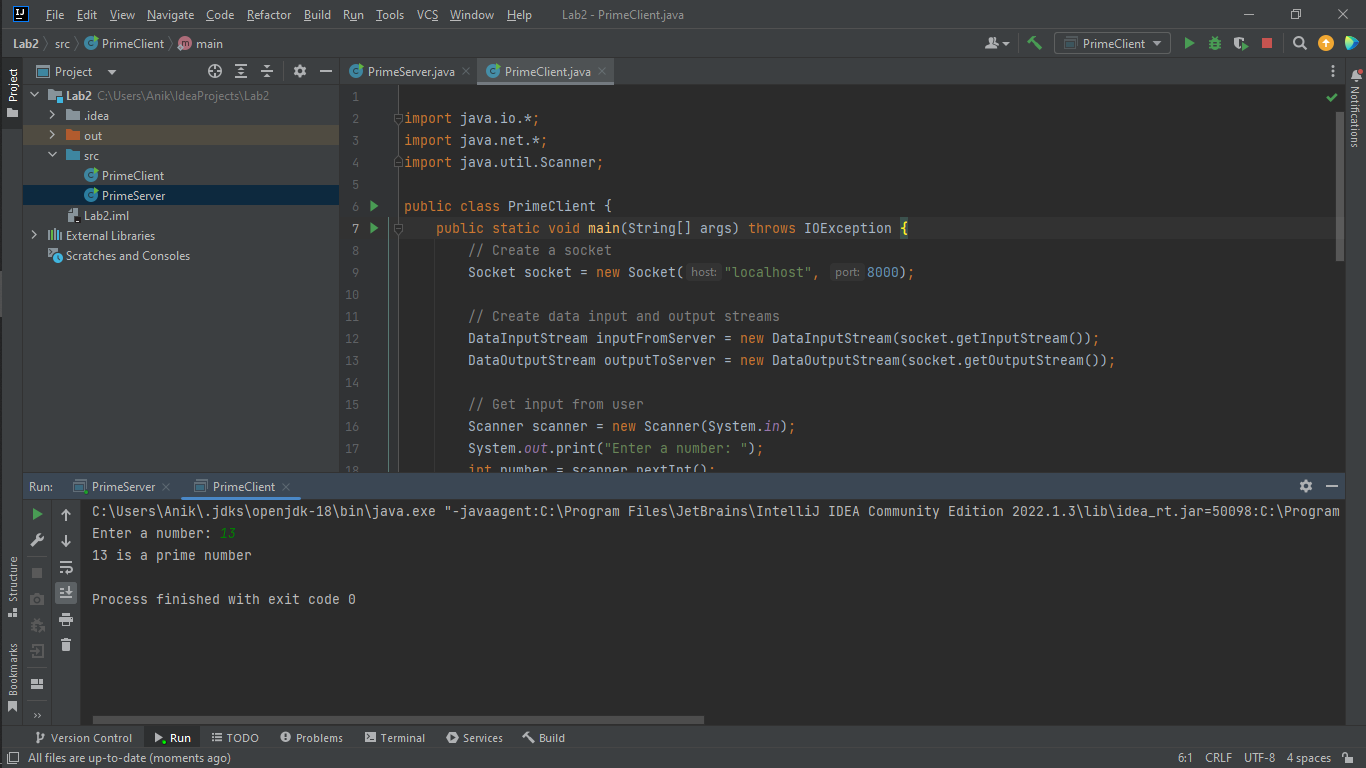 File Edit View Navigate Code Refactor Build Run Tools VCS Window Help Lab2 - PrimeClient.java
Lab2 src PrimeClient main PrimeClient
Project PrimeServer.java PrimeClient.java
Project
Notifications
Structure
Bookmarks
Lab2 C:\Users\Anik\IdeaProjects\Lab2
.idea
out
src
PrimeClient
PrimeServer
Lab2.iml
External Libraries
Scratches and Consoles
1
2 import java.io.*;
3 import java.net.*;
4 import java.util.Scanner;
5
6 public class PrimeClient {
7 public static void main(String[] args) throws IOException {
8 // Create a socket
9 Socket socket = new Socket( host: "localhost", port: 8000);
10
11 // Create data input and output streams
12 DataInputStream inputFromServer = new DataInputStream(socket.getInputStream());
13 DataOutputStream outputToServer = new DataOutputStream(socket.getOutputStream());
14
15 // Get input from user
16 Scanner scanner = new Scanner(System.in);
17 System.out.print("Enter a number: ");
18 int number = scanner.nextInt();
Run: PrimeServer PrimeClient
C:\Users\Anik\.jdks\openjdk-18\bin\java.exe "-javaagent:C:\Program Files\JetBrains\IntelliJ IDEA Community Edition 2022.1.3\lib\idea_rt.jar=50098:C:\Program
Enter a number: 13
13 is a prime number
Process finished with exit code 0
Version Control Run TODO Problems Terminal Services Build
All files are up-to-date (moments ago) 6:1 CRLF UTF-8 4 spaces